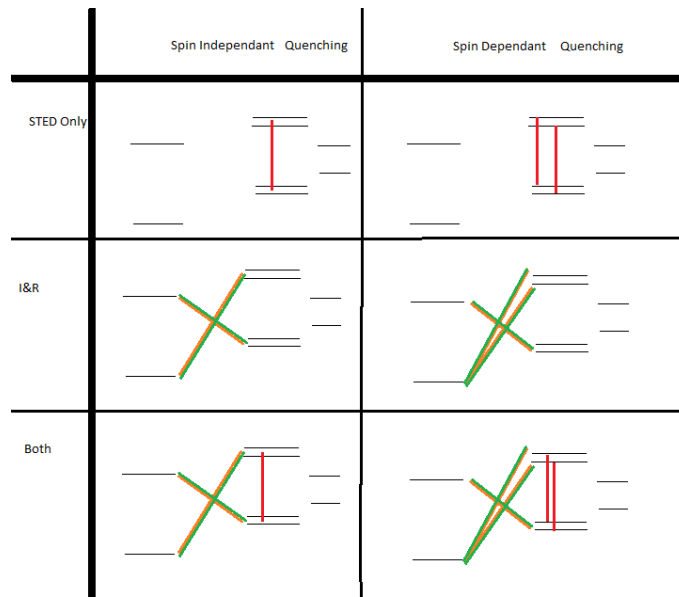 Spin Independant Quenching
Spin Dependant Quenching
STED Only
I&R
Both